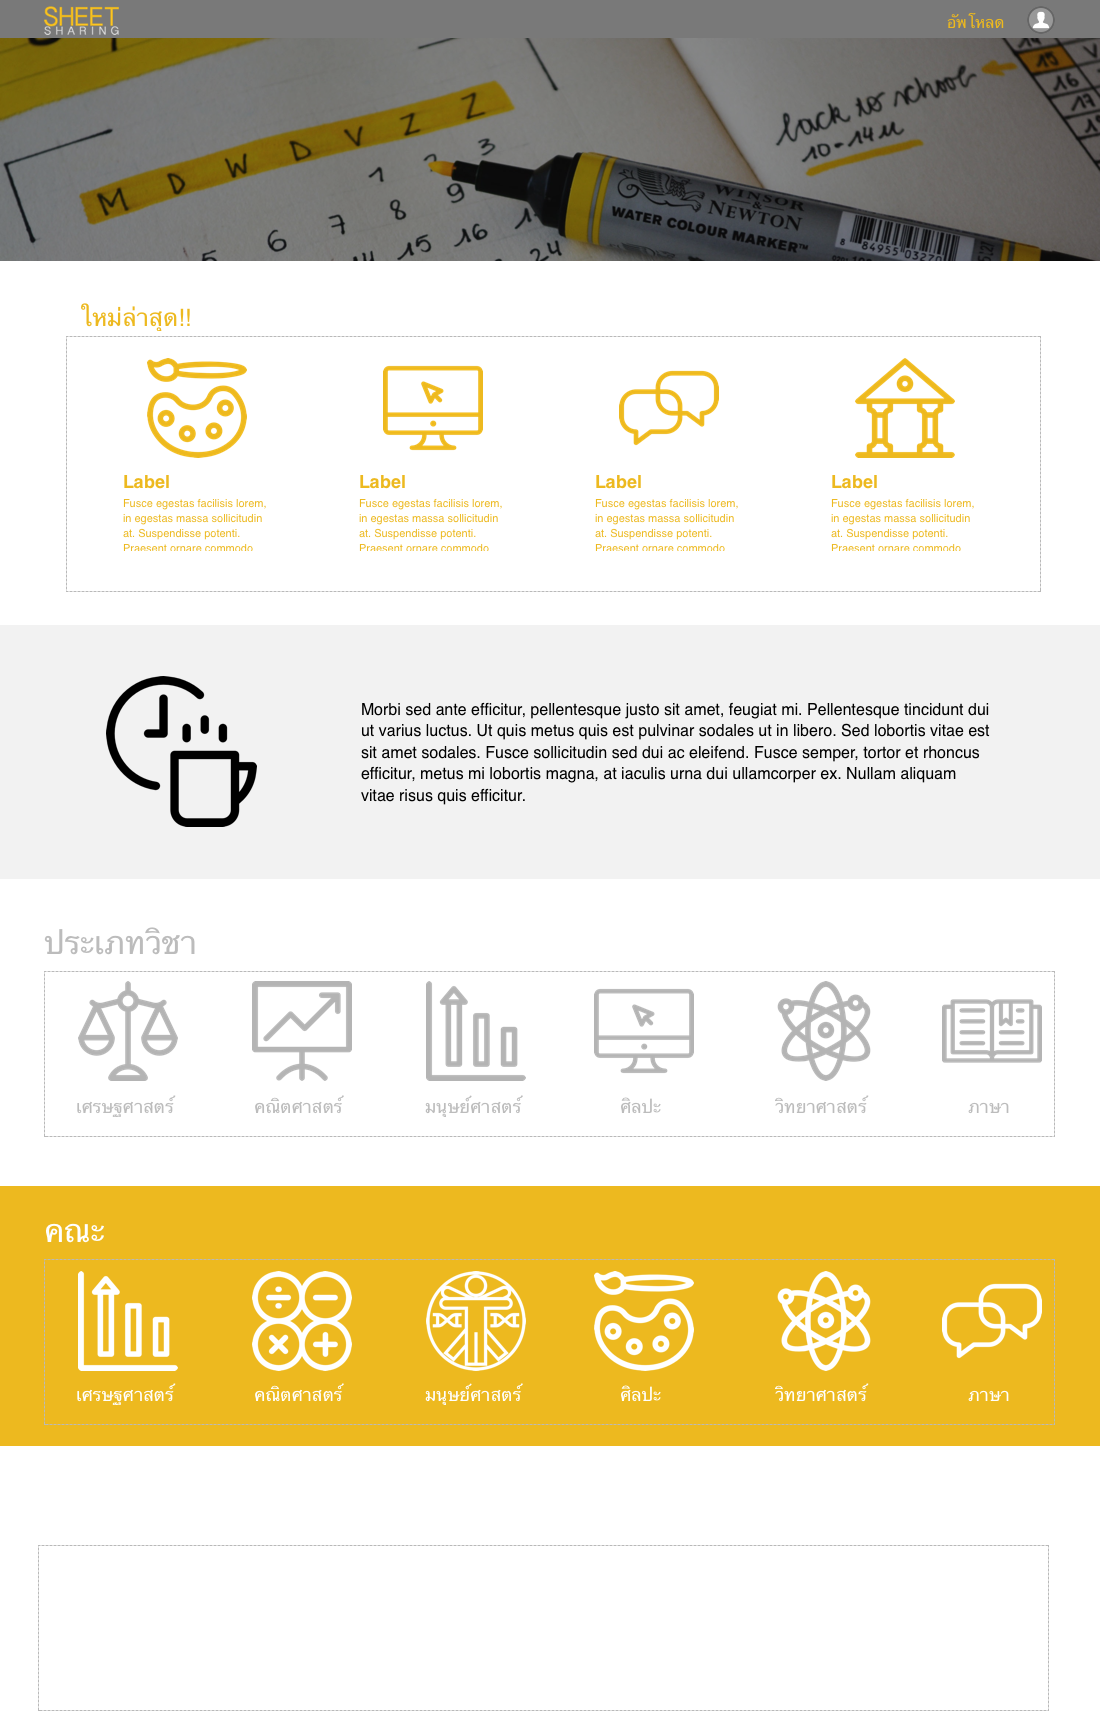 SHEET
SHARING
อัพโหลด
back to school
10-14u
15
16
17
M D W D V Z Z
1 2 3
7 8 9
5 6
15 16
24
WINSOR
&
NEWTON
WATER COLOUR MARKER™
8 84955 03270
ใหม่ล่าสุด!!
Label
Fusce egestas facilisis lorem,
in egestas massa sollicitudin
at. Suspendisse potenti.
Praesent ornare commodo
Label
Fusce egestas facilisis lorem,
in egestas massa sollicitudin
at. Suspendisse potenti.
Praesent ornare commodo
Label
Fusce egestas facilisis lorem,
in egestas massa sollicitudin
at. Suspendisse potenti.
Praesent ornare commodo
Label
Fusce egestas facilisis lorem,
in egestas massa sollicitudin
at. Suspendisse potenti.
Praesent ornare commodo
Morbi sed ante efficitur, pellentesque justo sit amet, feugiat mi. Pellentesque tincidunt dui
ut varius luctus. Ut quis metus quis est pulvinar sodales ut in libero. Sed lobortis vitae est
sit amet sodales. Fusce sollicitudin sed dui ac eleifend. Fusce semper, tortor et rhoncus
efficitur, metus mi lobortis magna, at iaculis urna dui ullamcorper ex. Nullam aliquam
vitae risus quis efficitur.
ประเภทวิชา
เศรษฐศาสตร์ คณิตศาสตร์ มนุษย์ศาสตร์ ศิลปะ วิทยาศาสตร์ ภาษา
คณะ
เศรษฐศาสตร์ คณิตศาสตร์ มนุษย์ศาสตร์ ศิลปะ วิทยาศาสตร์ ภาษา